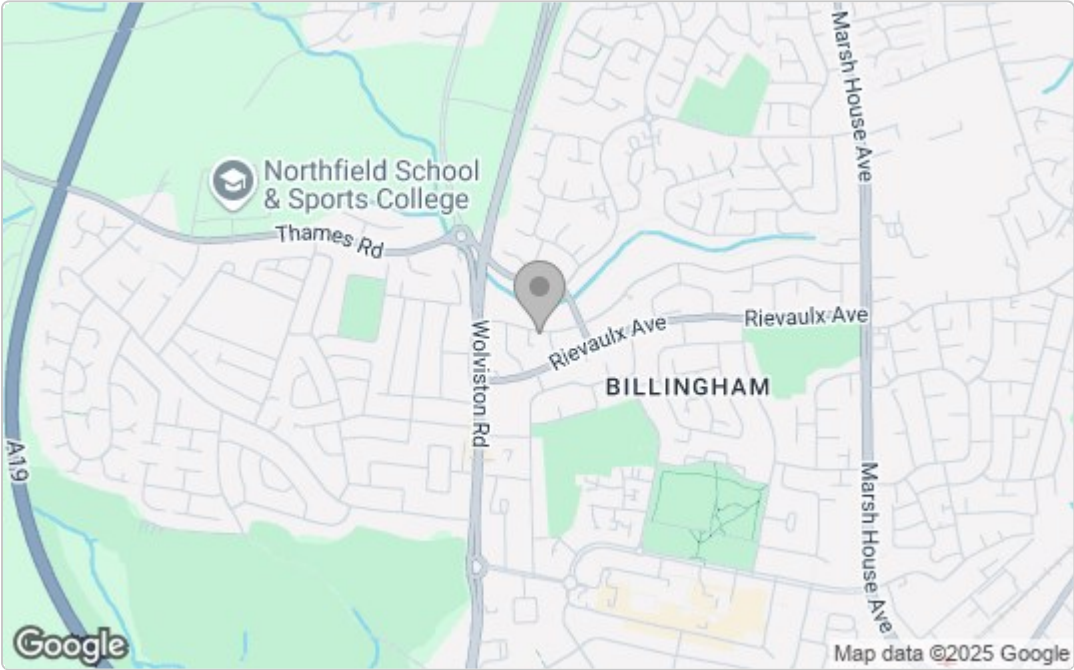 Marsh House Ave
Northfield School
& Sports College
Thames Rd
Rievaulx Ave
Rievaulx Ave
Wolviston Rd
BILLINGHAM
A19
Marsh House Ave
Google
Map data ©2025 Google